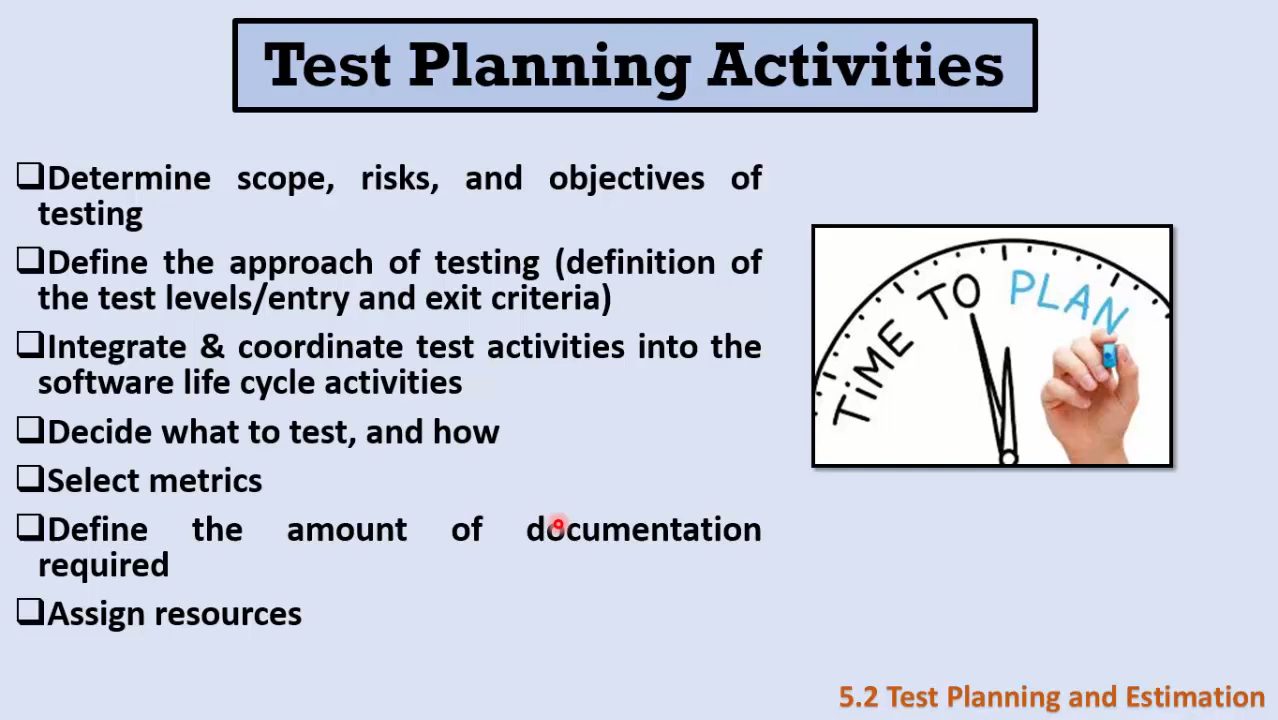 Test Planning Activities
Determine scope, risks, and objectives of
testing
Define the approach of testing (definition of
the test levels/entry and exit criteria)
Integrate & coordinate test activities into the
software life cycle activities
Decide what to test, and how
Select metrics
Define the amount of documentation
required
Assign resources
TiME TO PLAN
5.2 Test Planning and Estimation